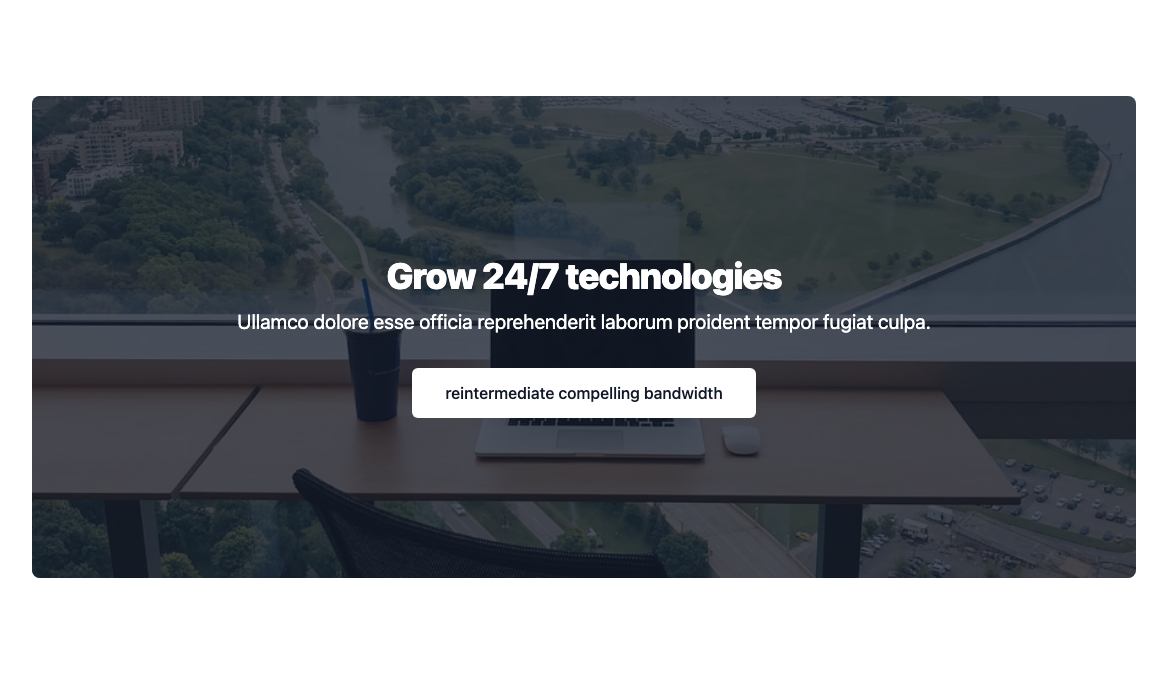 Grow 24/7 technologies
Ullamco dolore esse officia reprehenderit laborum proident tempor fugiat culpa.
reintermediate compelling bandwidth